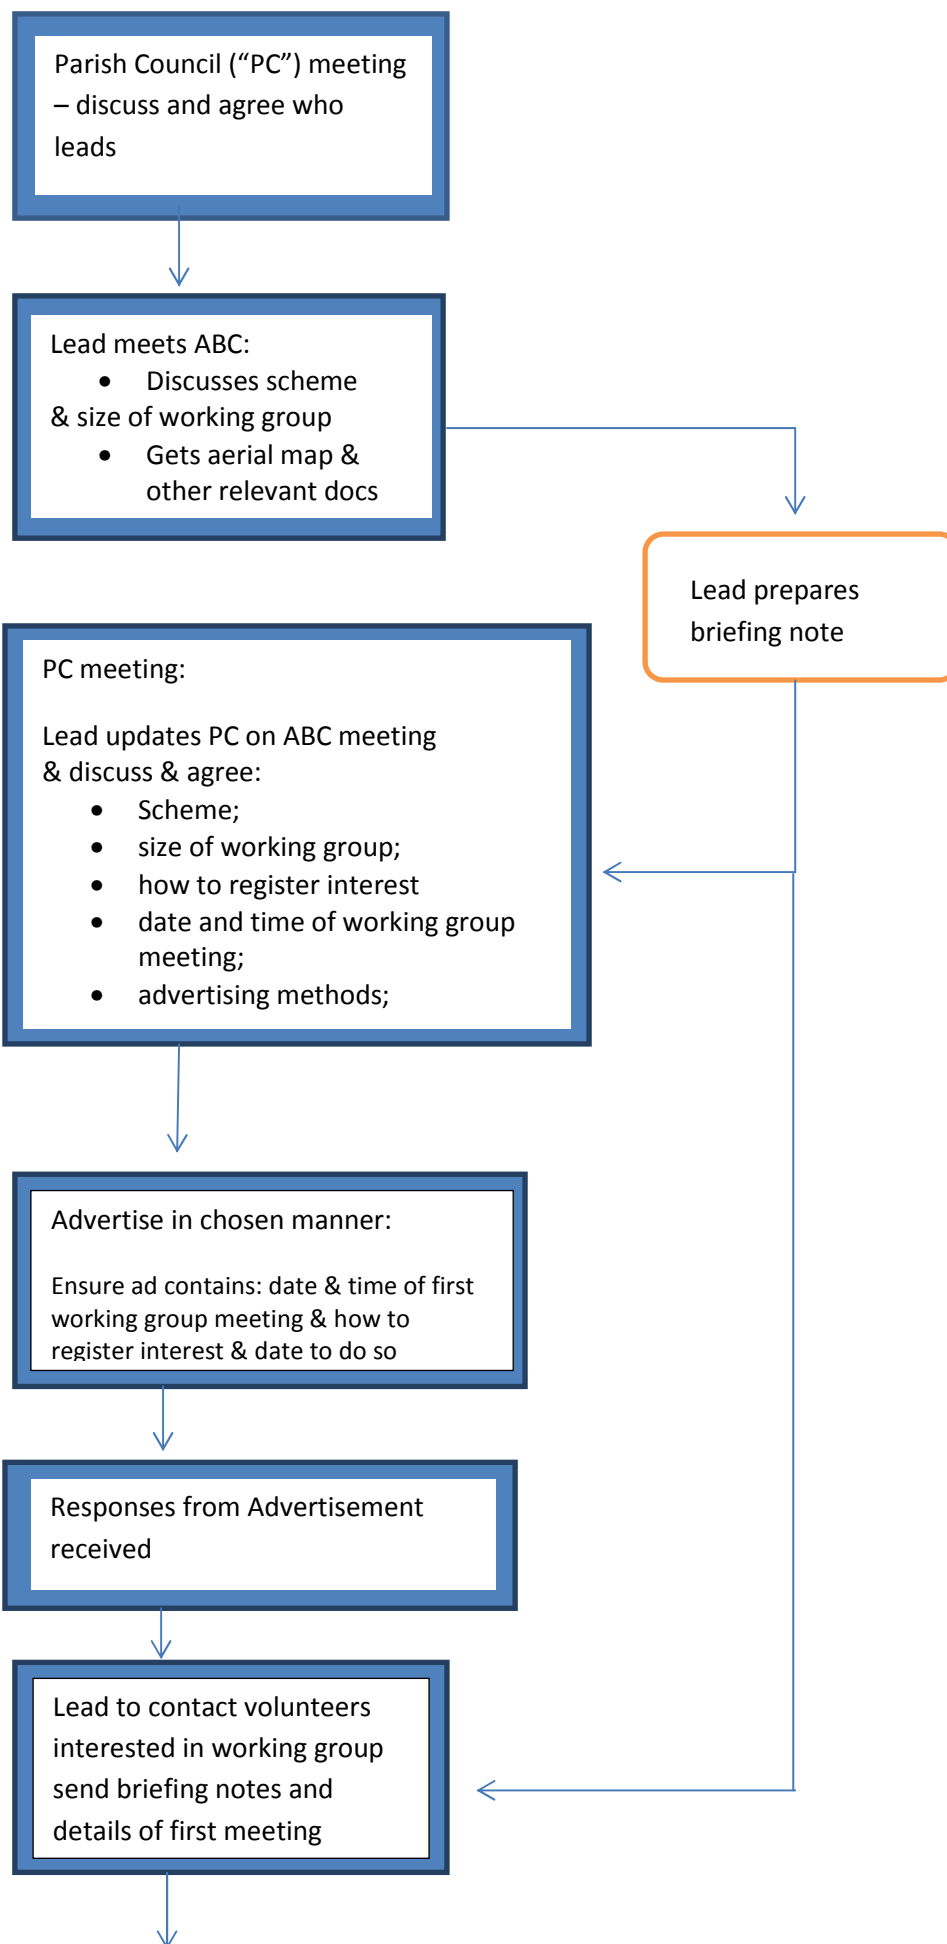 Parish Council (“PC”) meeting
– discuss and agree who
leads
Lead meets ABC:
• Discusses scheme
& size of working group
• Gets aerial map &
other relevant docs
Lead prepares
briefing note
PC meeting:
Lead updates PC on ABC meeting
& discuss & agree:
• Scheme;
• size of working group;
• how to register interest
• date and time of working group
meeting;
• advertising methods;
Advertise in chosen manner:
Ensure ad contains: date & time of first
working group meeting & how to
register interest & date to do so
Responses from Advertisement
received
Lead to contact volunteers
interested in working group
send briefing notes and
details of first meeting